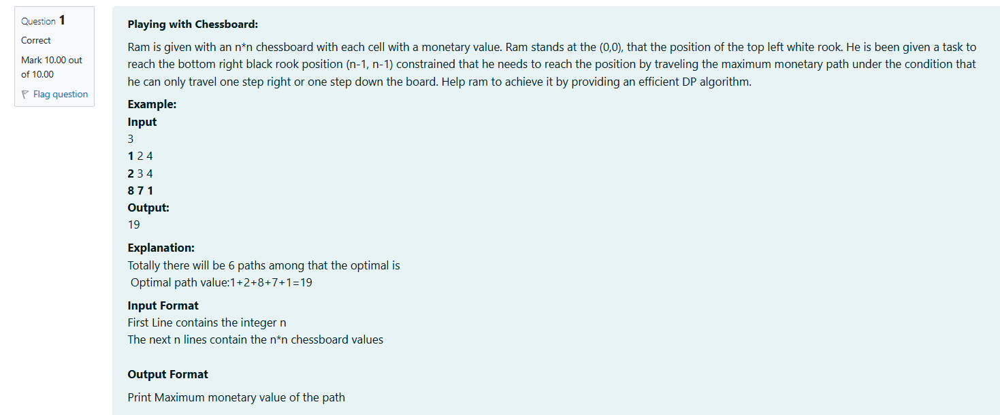 Question 1
Correct
Mark 10.00 out
of 10.00
Flag question
Playing with Chessboard:
Ram is given with an n*n chessboard with each cell with a monetary value. Ram stands at the (0,0), that the position of the top left white rook. He is been given a task to
reach the bottom right black rook position (n-1, n-1) constrained that he needs to reach the position by traveling the maximum monetary path under the condition that
he can only travel one step right or one step down the board. Help ram to achieve it by providing an efficient DP algorithm.
Example:
Input
3
1 2 4
2 3 4
8 7 1
Output:
19
Explanation:
Totally there will be 6 paths among that the optimal is
Optimal path value:1+2+8+7+1=19
Input Format
First Line contains the integer n
The next n lines contain the n*n chessboard values
Output Format
Print Maximum monetary value of the path